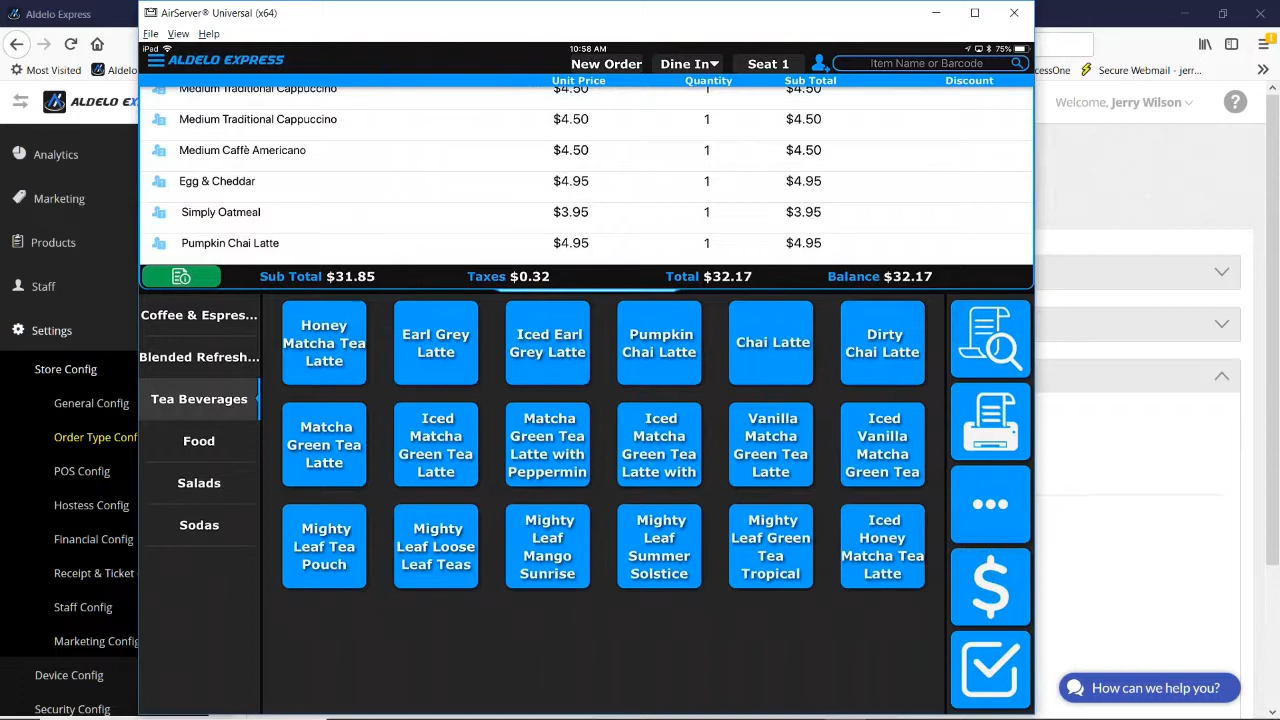 Aldelo Express
AirServer® Universal (x64)
File View Help
Most Visited
Aldelo
cessOne
Secure Webmail - jerr...
iPad
10:58 AM
75%
ALDELO EXPRESS
New Order
Dine In
Seat 1
Item Name or Barcode
Unit Price Quantity Sub Total Discount
Medium Traditional Cappuccino $4.50 1 $4.50
Medium Traditional Cappuccino $4.50 1 $4.50
Medium Caffè Americano $4.50 1 $4.50
Egg & Cheddar $4.95 1 $4.95
Simply Oatmeal $3.95 1 $3.95
Pumpkin Chai Latte $4.95 1 $4.95
Sub Total $31.85 Taxes $0.32 Total $32.17 Balance $32.17
ALDELO EX
Welcome, Jerry Wilson
?
Analytics
Marketing
Products
Staff
Settings
Store Config
General Config
Order Type Conf
POS Config
Hostess Config
Financial Config
Receipt & Ticket
Staff Config
Marketing Config
Device Config
Security Config
Coffee & Espres...
Blended Refresh...
Tea Beverages
Food
Salads
Sodas
Honey
Matcha Tea
Latte
Earl Grey
Latte
Iced Earl
Grey Latte
Pumpkin
Chai Latte
Chai Latte
Dirty
Chai Latte
Matcha
Green Tea
Latte
Iced
Matcha
Green Tea
Latte
Matcha
Green Tea
Latte with
Peppermin
Iced
Matcha
Green Tea
Latte with
Vanilla
Matcha
Green Tea
Latte
Iced
Vanilla
Matcha
Green Tea
Mighty
Leaf Tea
Pouch
Mighty
Leaf Loose
Leaf Teas
Mighty
Leaf
Mango
Sunrise
Mighty
Leaf
Summer
Solstice
Mighty
Leaf Green
Tea
Tropical
Iced
Honey
Matcha Tea
Latte
$
How can we help you?